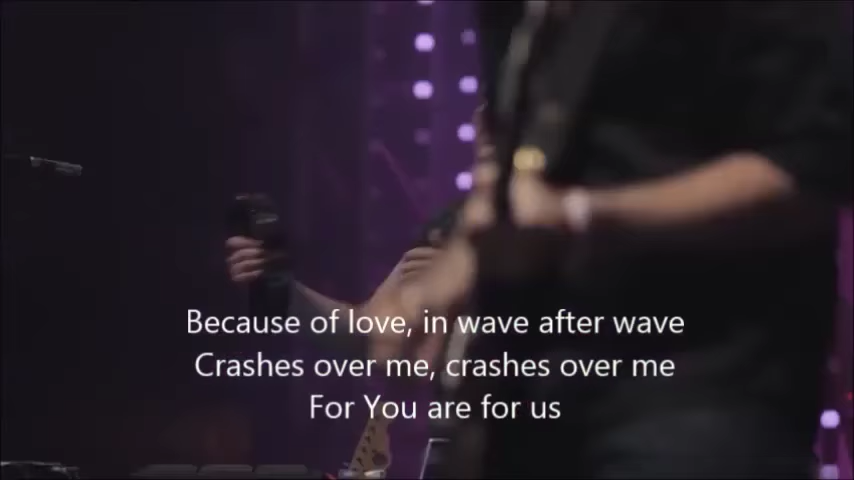 Because of love, in wave after wave
Crashes over me, crashes over me
For You are for us